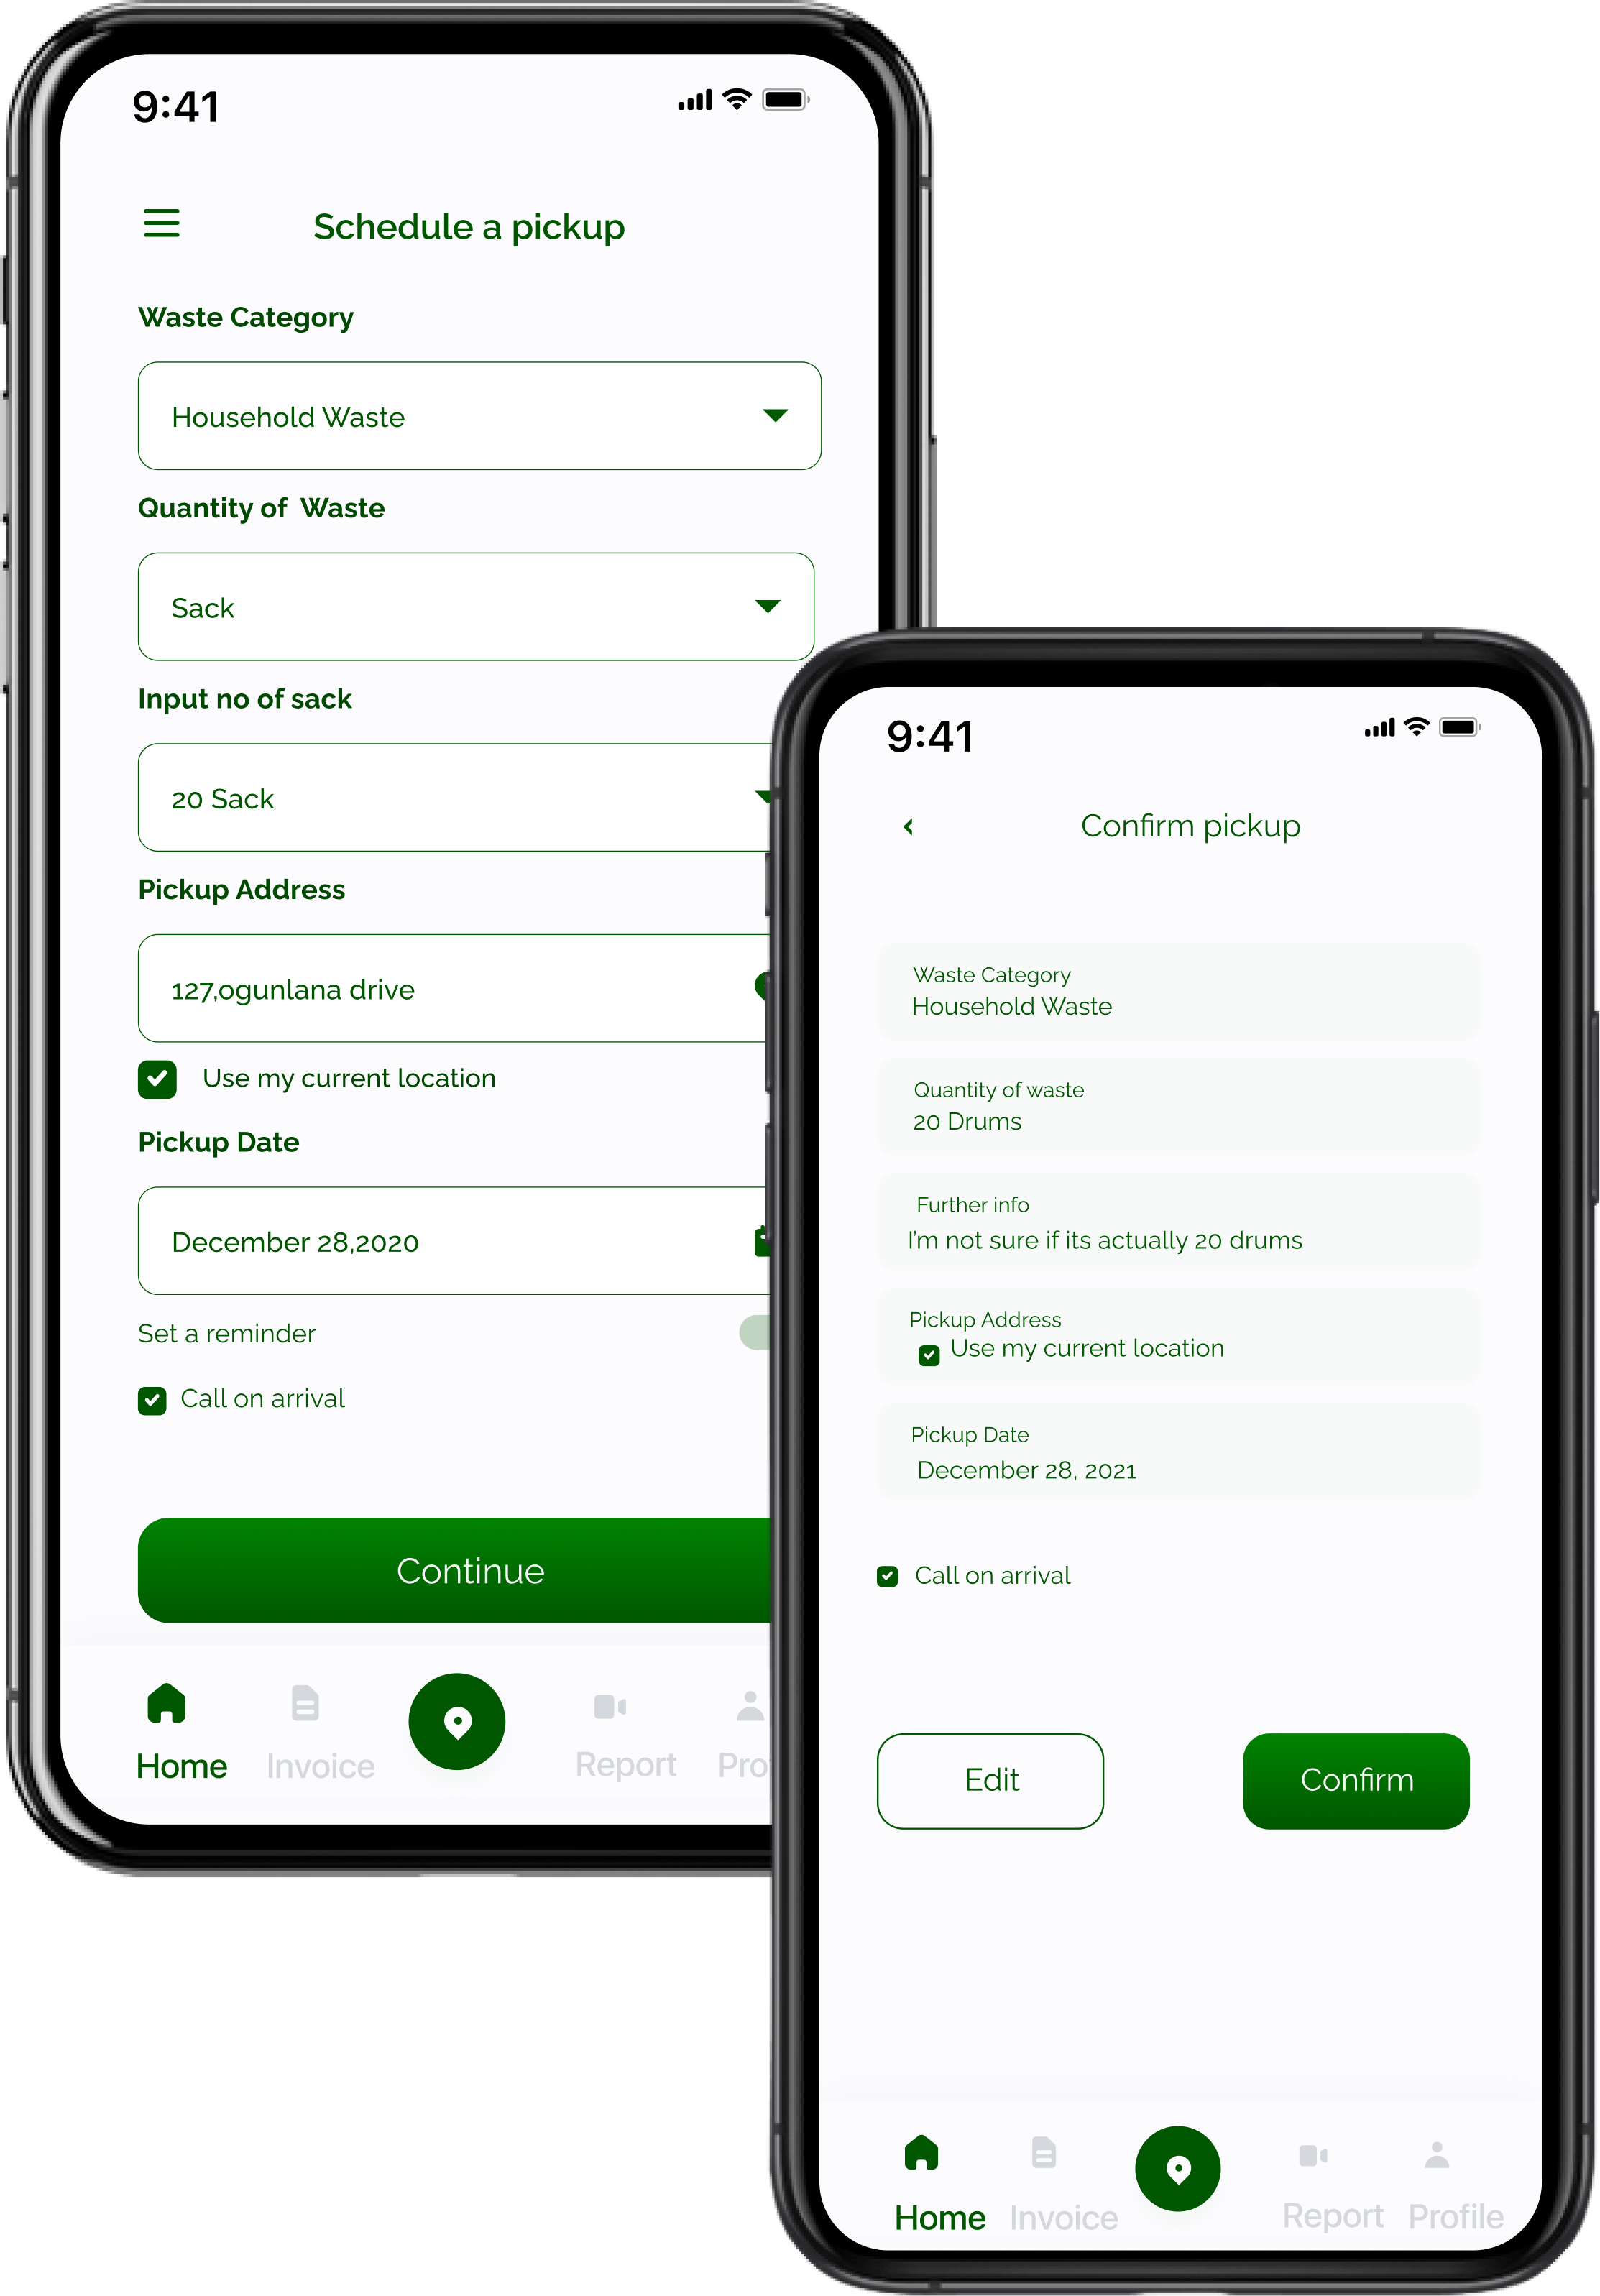 9:41
Schedule a pickup
Waste Category
Household Waste
Quantity of  Waste
Sack
Input no of sack
20 Sack
Pickup Address
127,ogunlana drive
Use my current location
Pickup Date
December 28,2020
Set a reminder
Call on arrival
Continue
Home Invoice Report
9:41
Confirm pickup
Waste Category
Household Waste
Quantity of waste
20 Drums
Further info
I'm not sure if its actually 20 drums
Pickup Address
Use my current location
Pickup Date
December 28, 2021
Call on arrival
Edit Confirm
Home Invoice Report Profile